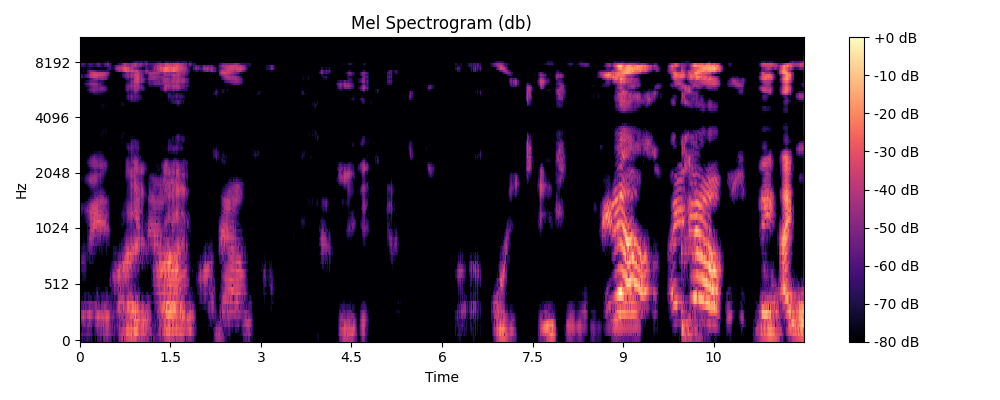 Mel Spectrogram (db)
8192
4096
2048
1024
512
0
Hz
0 1.5 3 4.5 6 7.5 9 10
Time
+0 dB
-10 dB
-20 dB
-30 dB
-40 dB
-50 dB
-60 dB
-70 dB
-80 dB